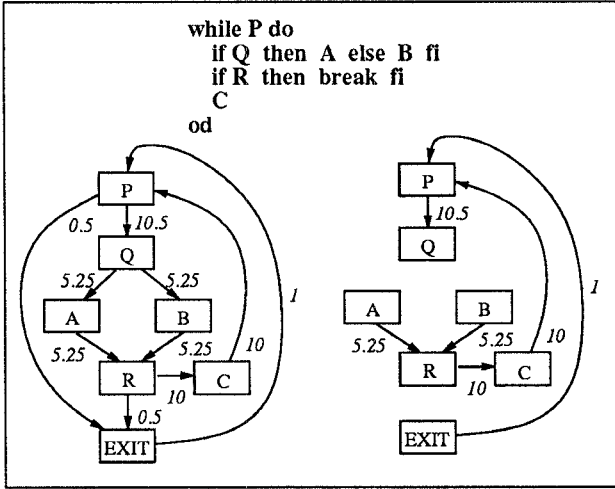 while P do
if Q then A else B fi
if R then break fi
C
od
P
0.5 10.5
Q
5.25 5.25
A B
5.25 5.25 10
R C
10
0.5
EXIT
1
P
10.5
Q
A B
5.25 5.25 10
R C
10
EXIT
1